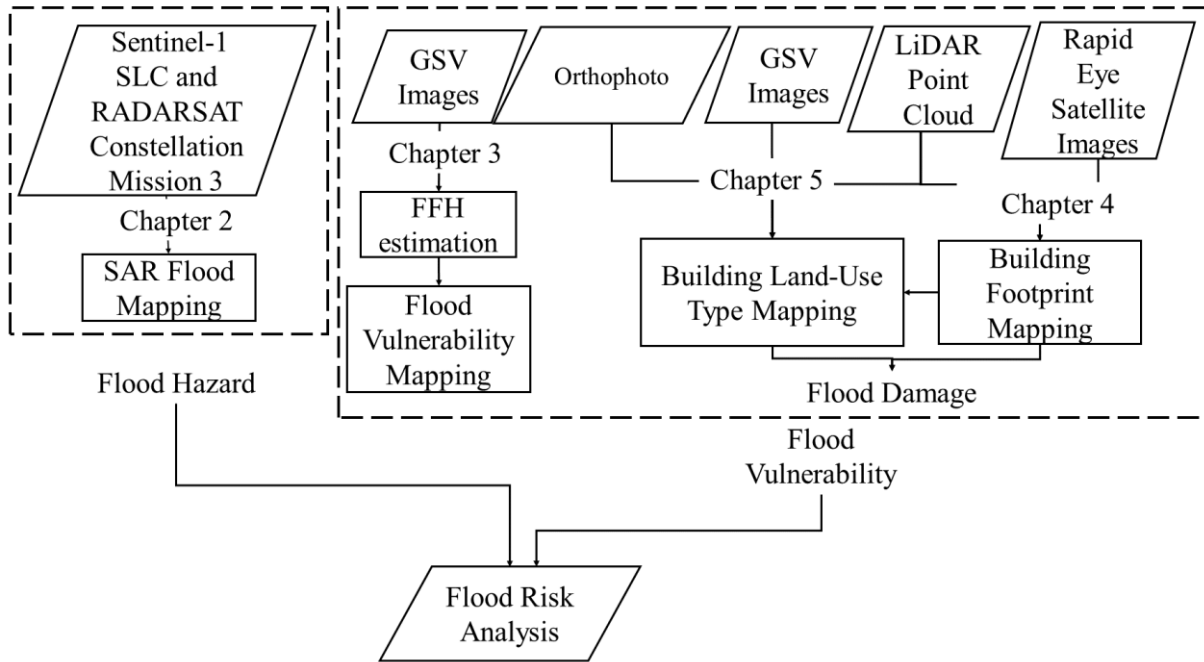 Sentinel-1
SLC and
RADARSAT
Constellation
Mission 3
Chapter 2
SAR Flood
Mapping
Flood Hazard
GSV
Images
Chapter 3
FFH
estimation
Flood
Vulnerability
Mapping
Orthophoto
GSV
Images
LiDAR
Point
Cloud
Rapid
Eye
Satellite
Images
Chapter 5
Chapter 4
Building Land-Use
Type Mapping
Building
Footprint
Mapping
Flood Damage
Flood
Vulnerability
Flood Risk
Analysis